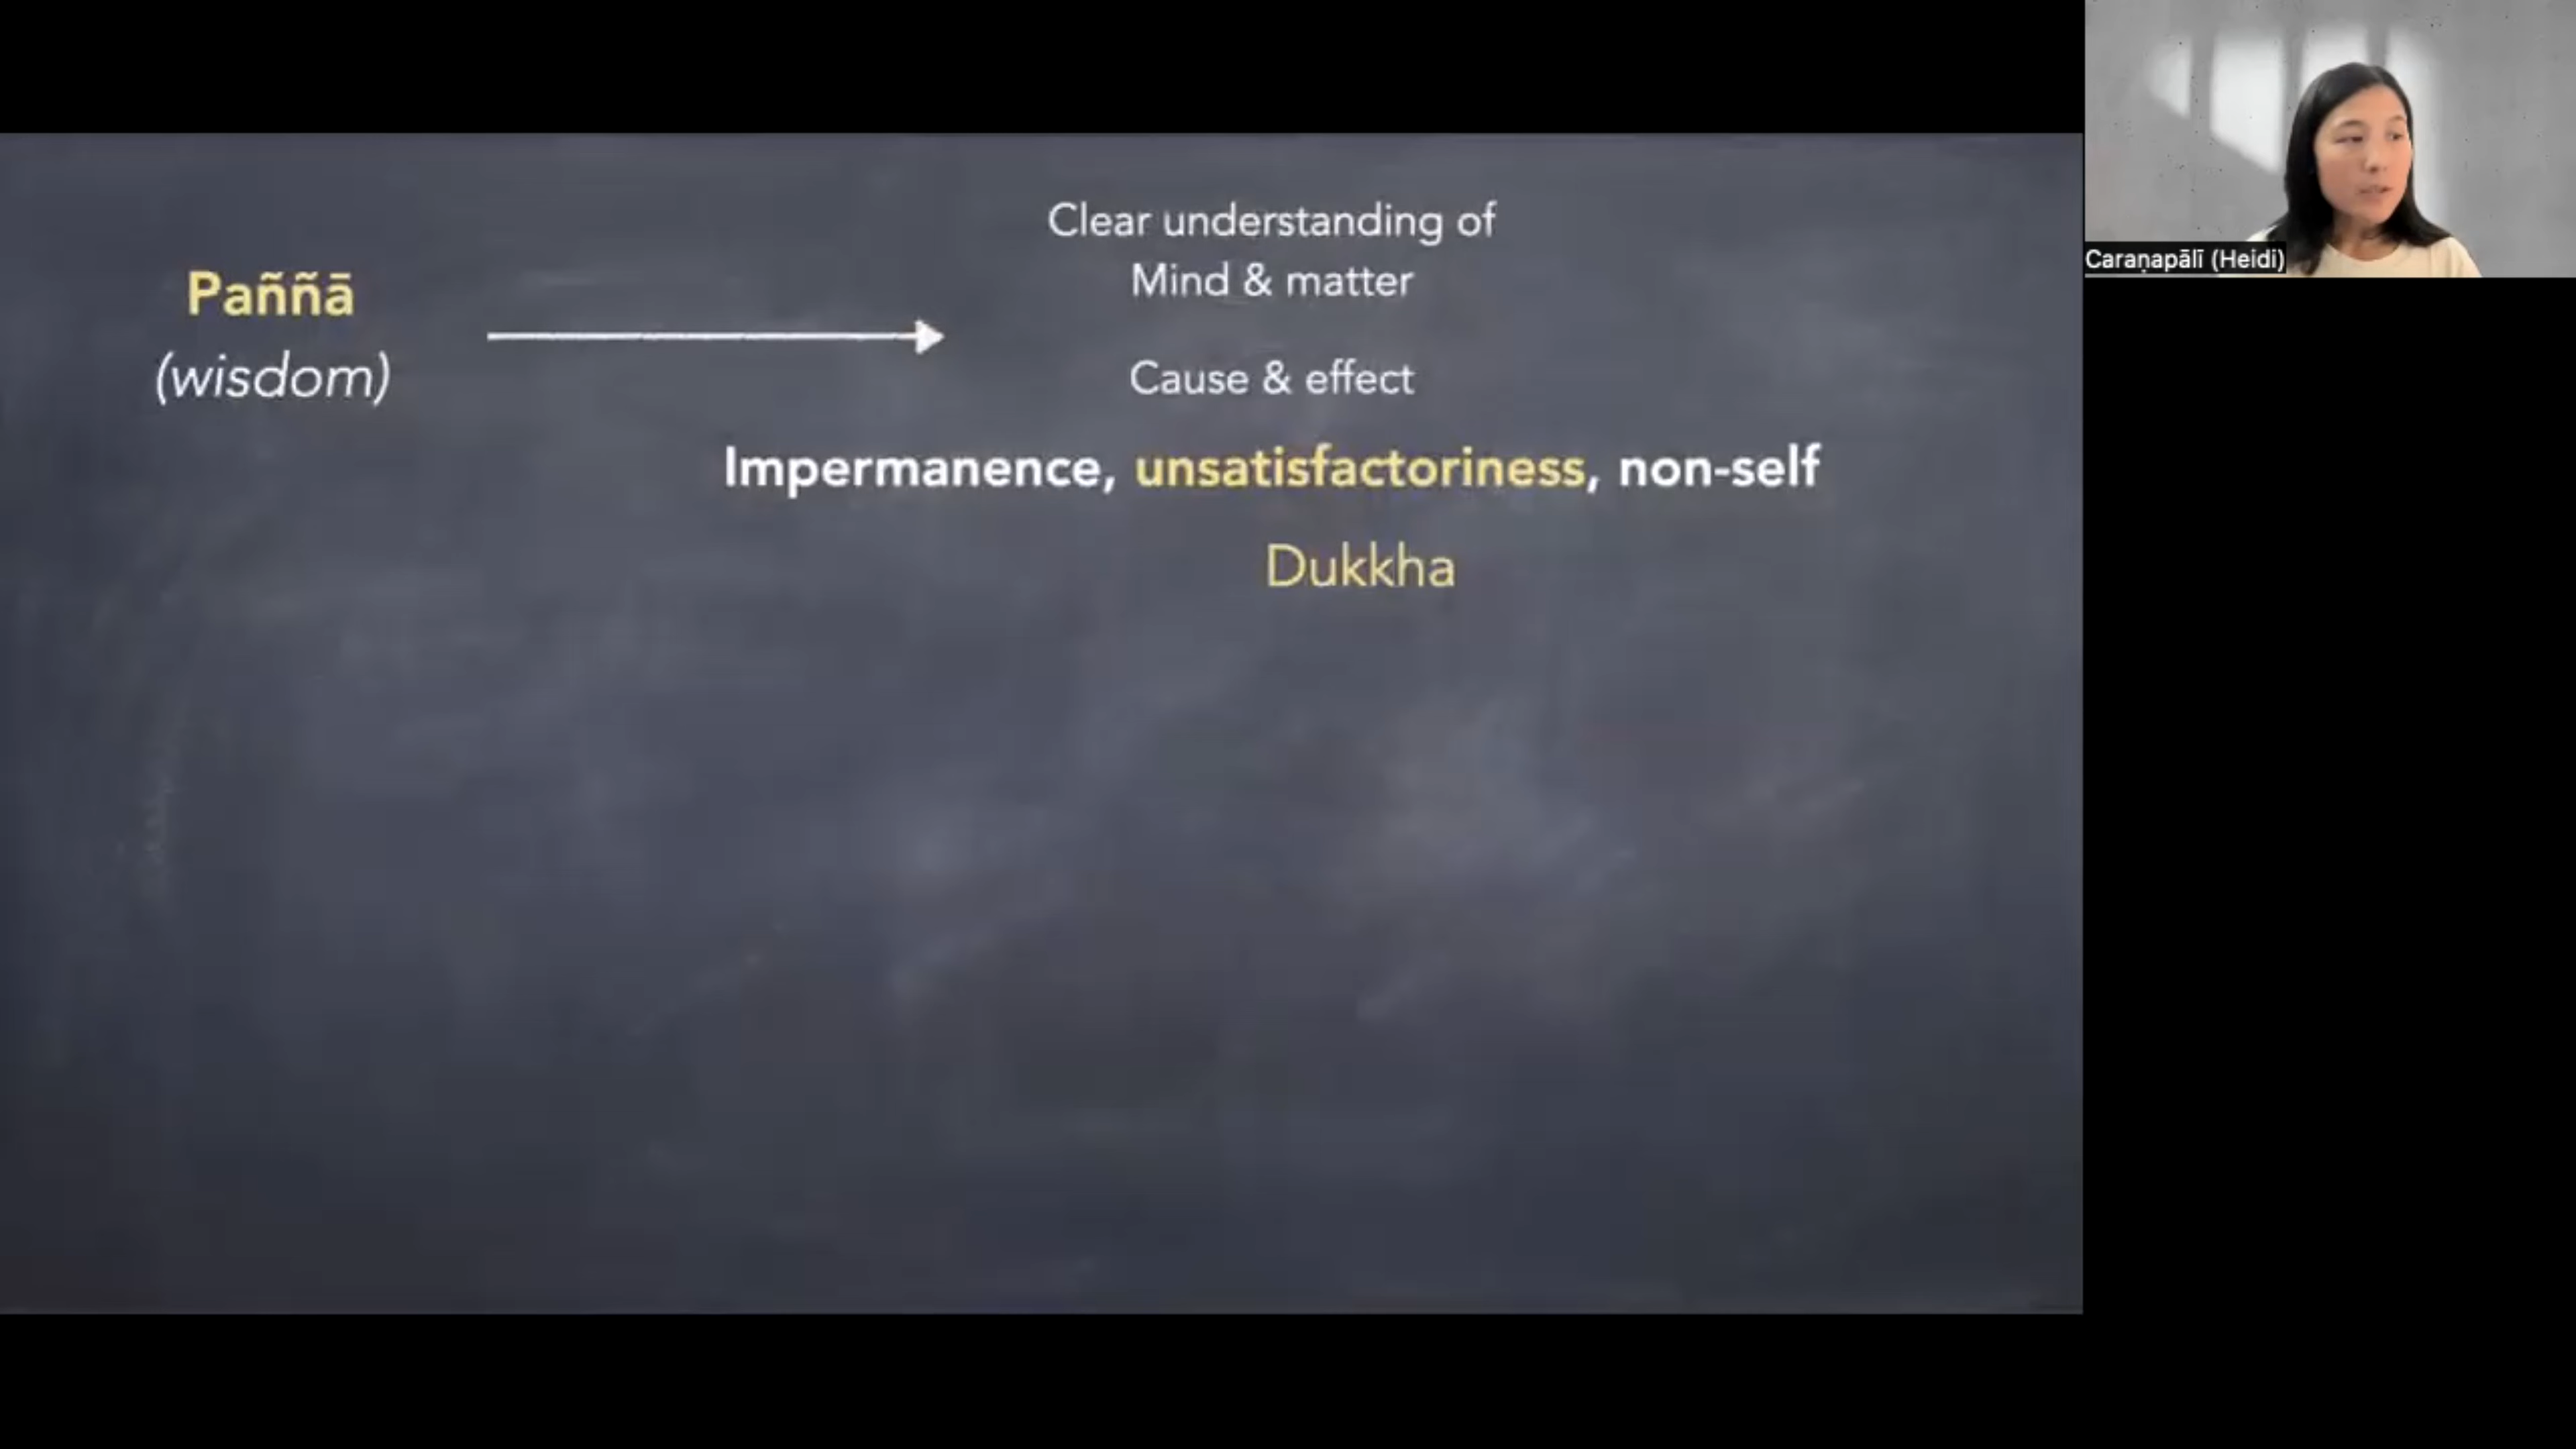 Paññā
(wisdom)
Clear understanding of
Mind & matter
Cause & effect
Impermanence, unsatisfactoriness, non-self
Dukkha
Caraṇapālī (Heidi)